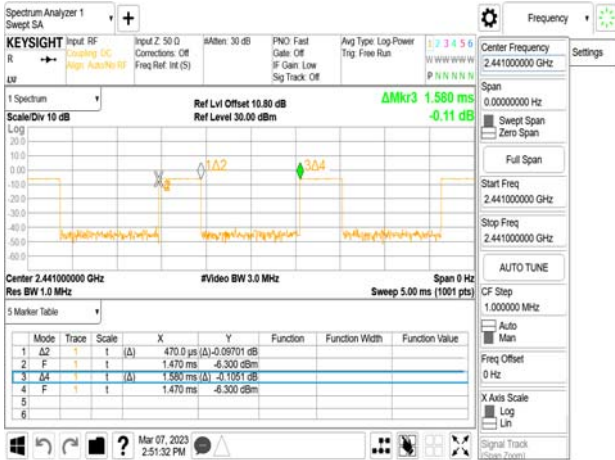 Spectrum Analyzer 1
Swept SA
+
Frequency
KEYSIGHT
R
LXI
Input: RF
Coupling: DC
Align: Auto/No RF
Input Z: 50 Ω
Corrections: Off
Freq Ref: Int (S)
#Atten: 30 dB
PNO: Fast
Gate: Off
IF Gain: Low
Sig Track: Off
Avg Type: Log-Power
Trig: Free Run
1 2 3 4 5 6
W W W W W W
P N N N N N
Center Frequency
2.441000000 GHz
Settings
1 Spectrum
Scale/Div 10 dB
Ref Lvl Offset 10.80 dB
Ref Level 30.00 dBm
ΔMkr3 1.580 ms
-0.11 dB
Log
20.0
10.0
0.00
-10.0
-20.0
-30.0
-40.0
-50.0
-60.0
1Δ2
3Δ4
Center 2.441000000 GHz
Res BW 1.0 MHz
#Video BW 3.0 MHz
Span 0 Hz
Sweep 5.00 ms (1001 pts)
Span
0.00000000 Hz
Swept Span
Zero Span
Full Span
Start Freq
2.441000000 GHz
Stop Freq
2.441000000 GHz
AUTO TUNE
CF Step
1.000000 MHz
Auto
Man
Freq Offset
0 Hz
X Axis Scale
Log
Lin
Signal Track
(Span Zoom)
5 Marker Table
Mode Trace Scale X Y Function Function Width Function Value
1 Δ2 1 t (Δ) 470.0 µs (Δ) -0.09701 dB
2 F 1 t 1.470 ms -6.300 dBm
3 Δ4 1 t (Δ) 1.580 ms (Δ) -0.1051 dB
4 F 1 t 1.470 ms -6.300 dBm
5
6
?
Mar 07, 2023
2:51:32 PM